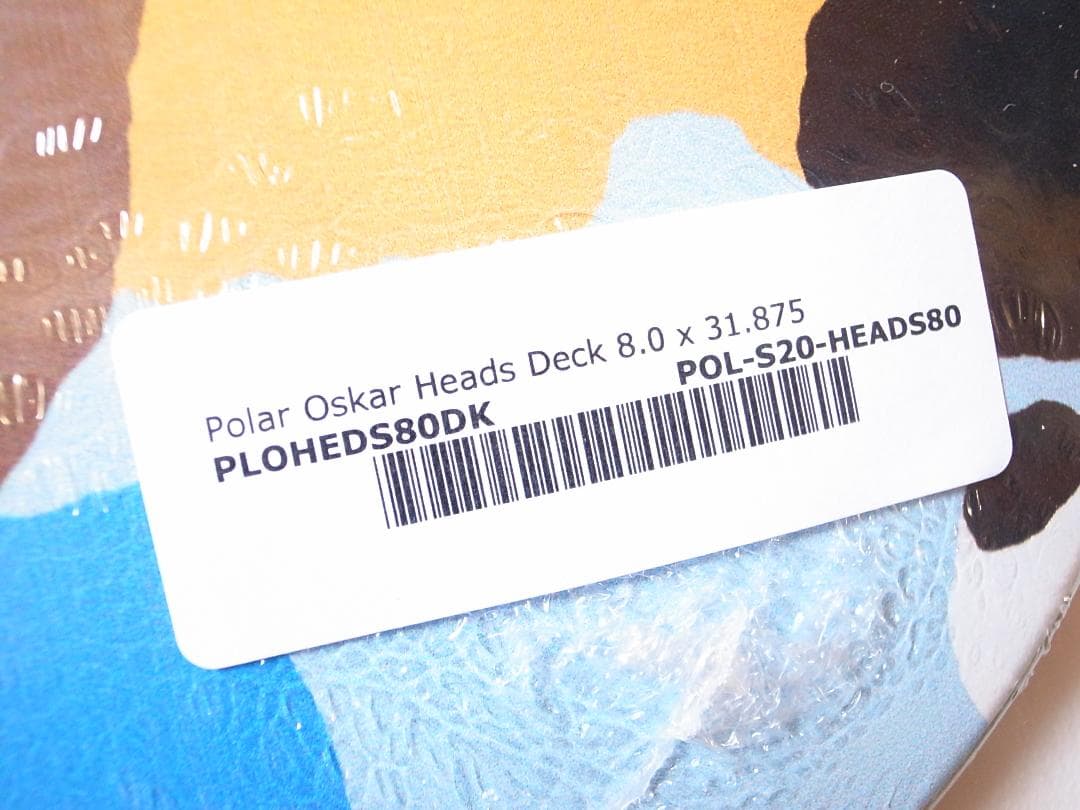 Polar Oskar Heads Deck 8.0 x 31.875
PLOHEDS80DK
POL-S20-HEADS80